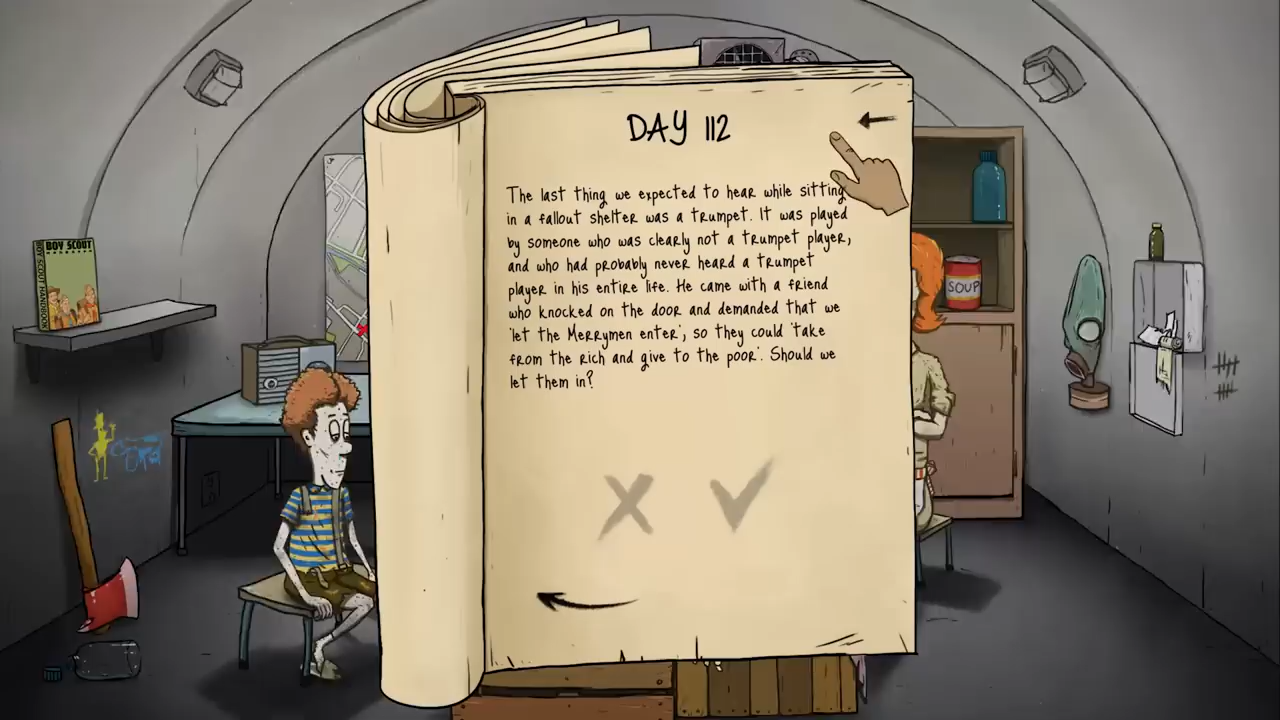 DAY 112
The last thing we expected to hear while sitting
in a fallout shelter was a trumpet. It was played
by someone who was clearly not a trumpet player,
and who had probably never heard a trumpet
player in his entire life. He came with a friend
who knocked on the door and demanded that we
'let the Merrymen enter', so they could 'take
from the rich and give to the poor'. Should we
let them in?
BOY SCOUT
BOY SCOUT HANDBOOK
SOUP